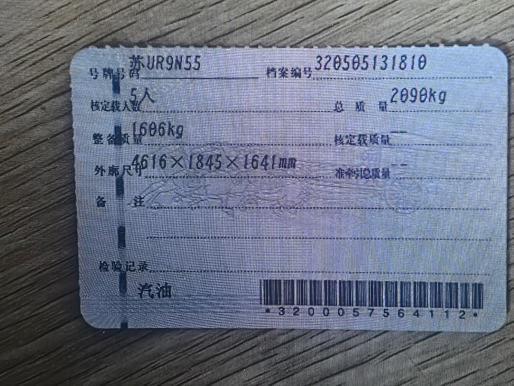 号牌号码 苏UR9N55 档案编号 320505131810
核定载人数 5人 总质量 2090kg
整备质量 1606kg 核定载质量 --
外廓尺寸 4616×1845×1641mm 准牵引总质量 --
备注
检验记录
汽油
*3200057564112*